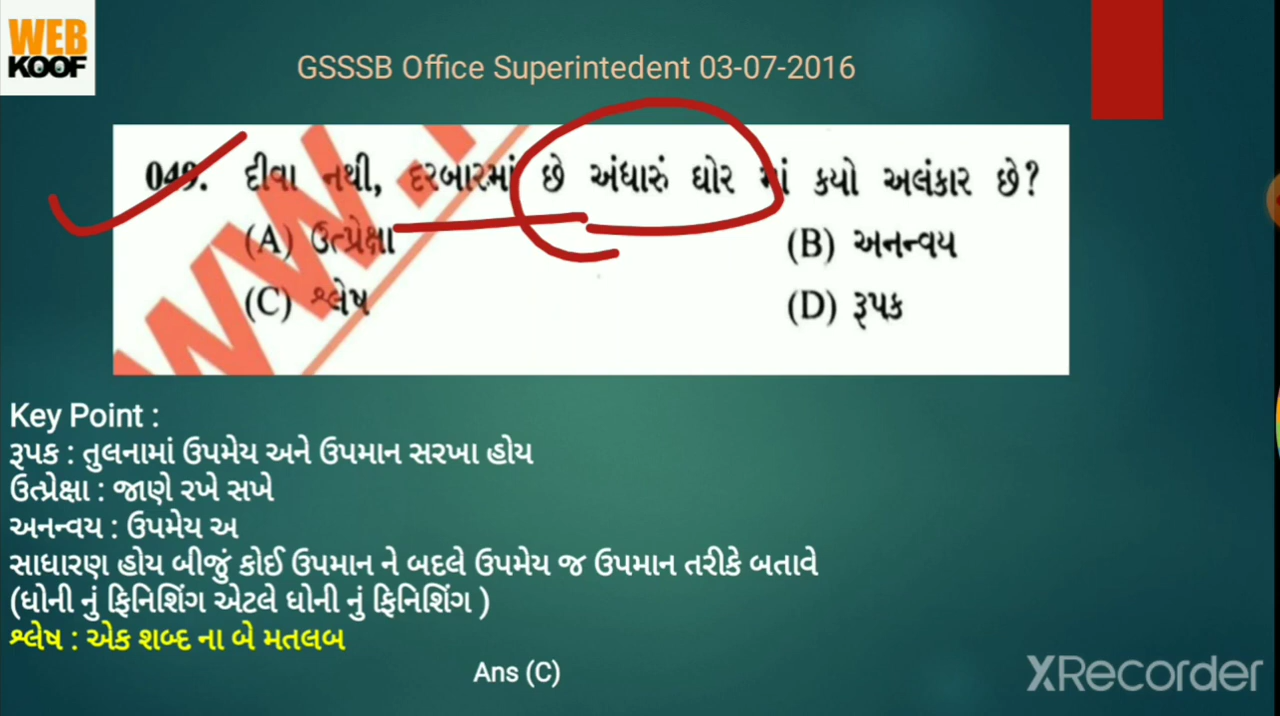 WEB
KOOF
GSSSB Office Superintedent 03-07-2016
049. દીવા નથી, દરબારમાં છે અંધારું ઘોર માં કયો અલંકાર છે?
(A) ઉત્પ્રેક્ષા (B) અનન્વય
(C) શ્લેષ (D) રૂપક
Key Point :
રૂપક : તુલનામાં ઉપમેય અને ઉપમાન સરખા હોય
ઉત્પ્રેક્ષા : જાણે રખે સખે
અનન્વય : ઉપમેય અ
સાધારણ હોય બીજું કોઈ ઉપમાન ને બદલે ઉપમેય જ ઉપમાન તરીકે બતાવે
(ધોની નું ફિનિશિંગ એટલે ધોની નું ફિનિશિંગ )
શ્લેષ : એક શબ્દ ના બે મતલબ
Ans (C)
XRecorder